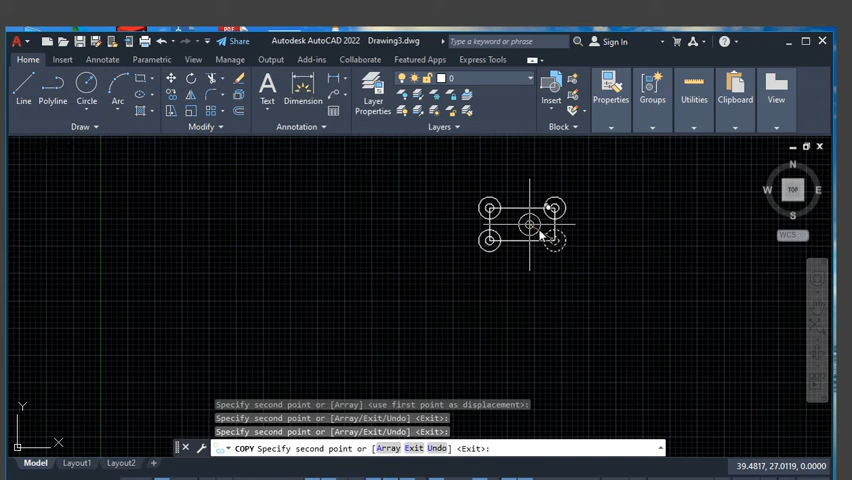 PDF
A Share Autodesk AutoCAD 2022 Drawing3.dwg Type a keyword or phrase Sign In
Home Insert Annotate Parametric View Manage Output Add-ins Collaborate Featured Apps Express Tools
Line Polyline Circle Arc Text Dimension Layer Properties 0 Insert Properties Groups Utilities Clipboard View
Draw Modify Annotation Layers Block
N
W TOP E
S
WCS
Specify second point or [Array] <use first point as displacement>:
Specify second point or [Array/Exit/Undo] <Exit>:
Specify second point or [Array/Exit/Undo] <Exit>:
COPY Specify second point or [Array Exit Undo] <Exit>:
Y
X
Model Layout1 Layout2 +
39.4817, 27.0119, 0.0000